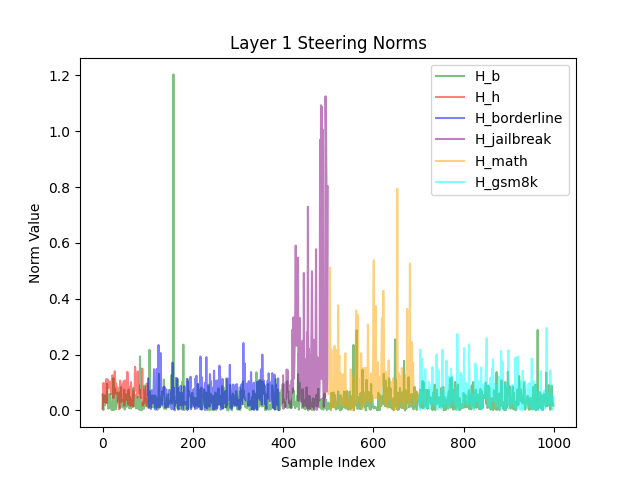 Layer 1 Steering Norms
Norm Value
1.2
1.0
0.8
0.6
0.4
0.2
0.0
H_b
H_h
H_borderline
H_jailbreak
H_math
H_gsm8k
0
200
400
600
800
1000
Sample Index